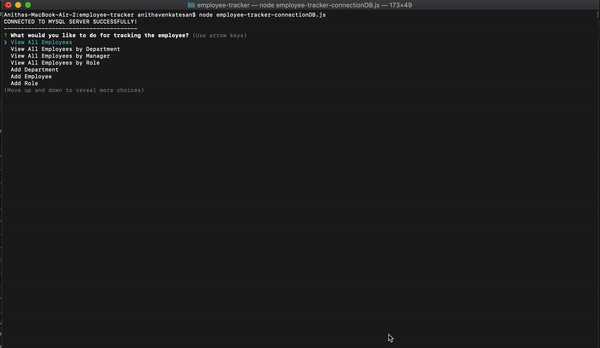 employee-tracker — node employee-tracker-connectionDB.js — 173×49
Anithas-MacBook-Air-2:employee-tracker anithavenkatesan$ node employee-tracker-connectionDB.js
CONNECTED TO MYSQL SERVER SUCCESSFULLY!
----------------------------------------
? What would you like to do for tracking the employee? (Use arrow keys)
❯ View All Employees
View All Employees by Department
View All Employees by Manager
View All Employees by Role
Add Department
Add Employee
Add Role
(Move up and down to reveal more choices)